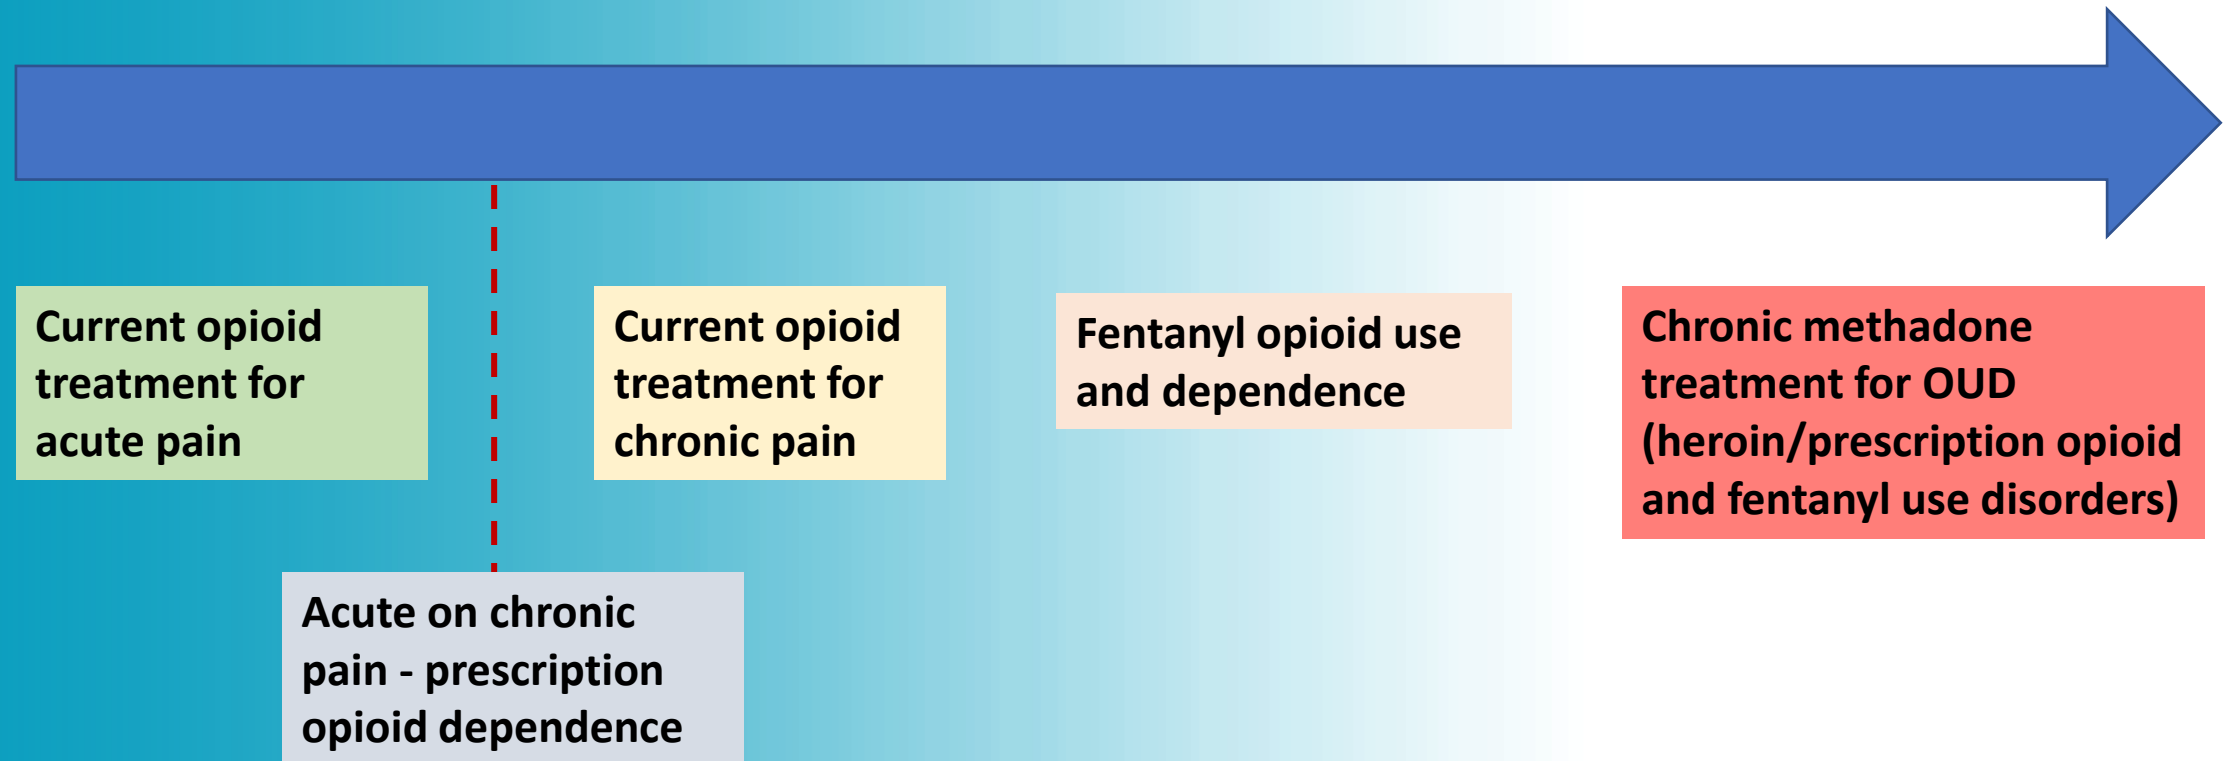 Current opioid
treatment for
acute pain
Current opioid
treatment for
chronic pain
Fentanyl opioid use
and dependence
Chronic methadone
treatment for OUD
(heroin/prescription opioid
and fentanyl use disorders)
Acute on chronic
pain - prescription
opioid dependence